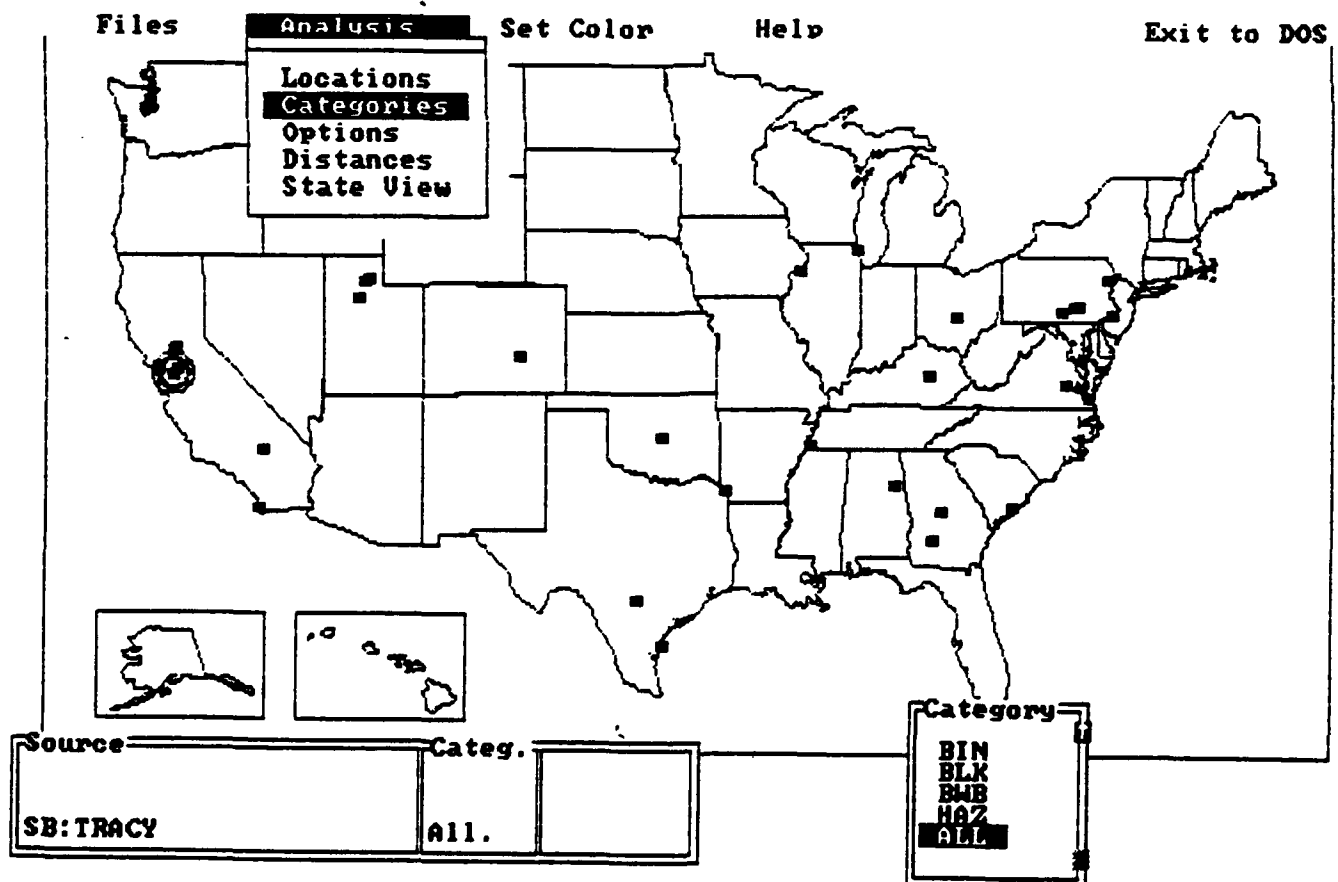 Files Analysis Set Color Help Exit to DOS
Locations
Categories
Options
Distances
State View
Source Categ.
SB:TRACY All.
Category
BIN
BLK
BWB
HAZ
ALL